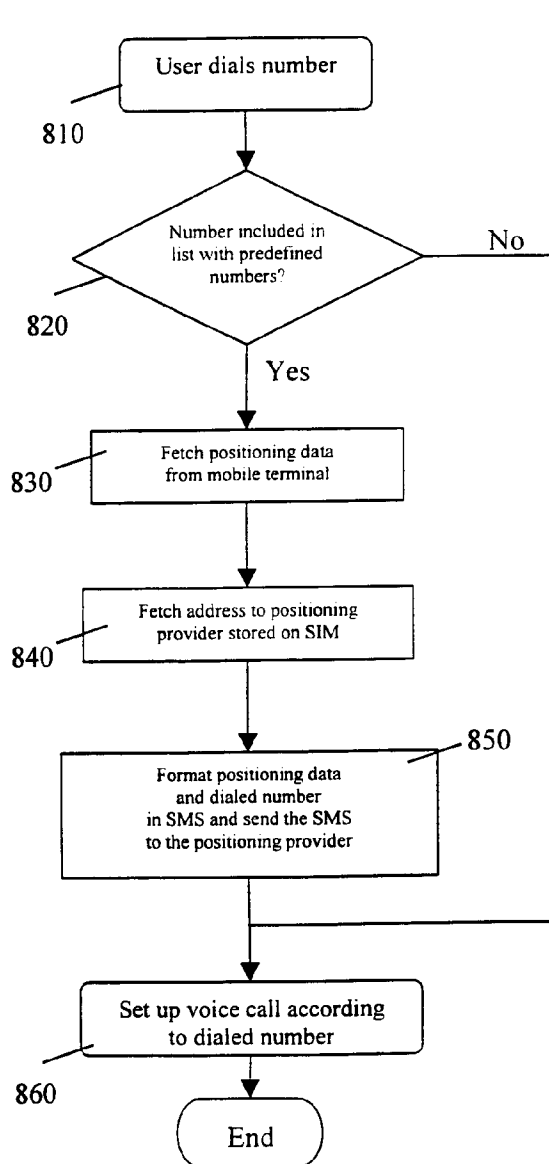 User dials number
810
Number included in
list with predefined
numbers?
No
820
Yes
Fetch positioning data
from mobile terminal
830
Fetch address to positioning
provider stored on SIM
840
850
Format positioning data
and dialed number
in SMS and send the SMS
to the positioning provider
Set up voice call according
to dialed number
860
End